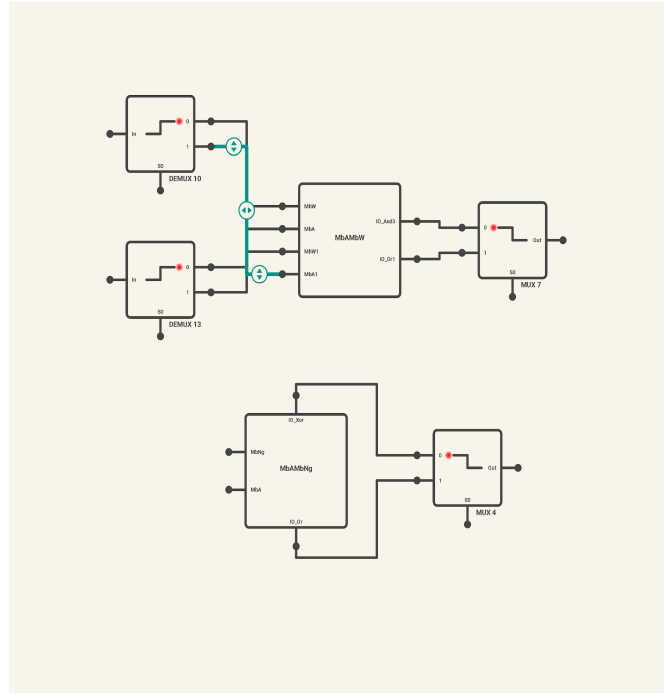 0
In
1
S0
DEMUX 10
MbW
IO_And3
MbA
MbAMbW
0
Out
MbW1
1
IO_Or1
MbA1
0
S0
In
MUX 7
1
S0
DEMUX 13
IO_Xor
MbNg
0
MbAMbNg
Out
1
MbA
S0
MUX 4
IO_Or